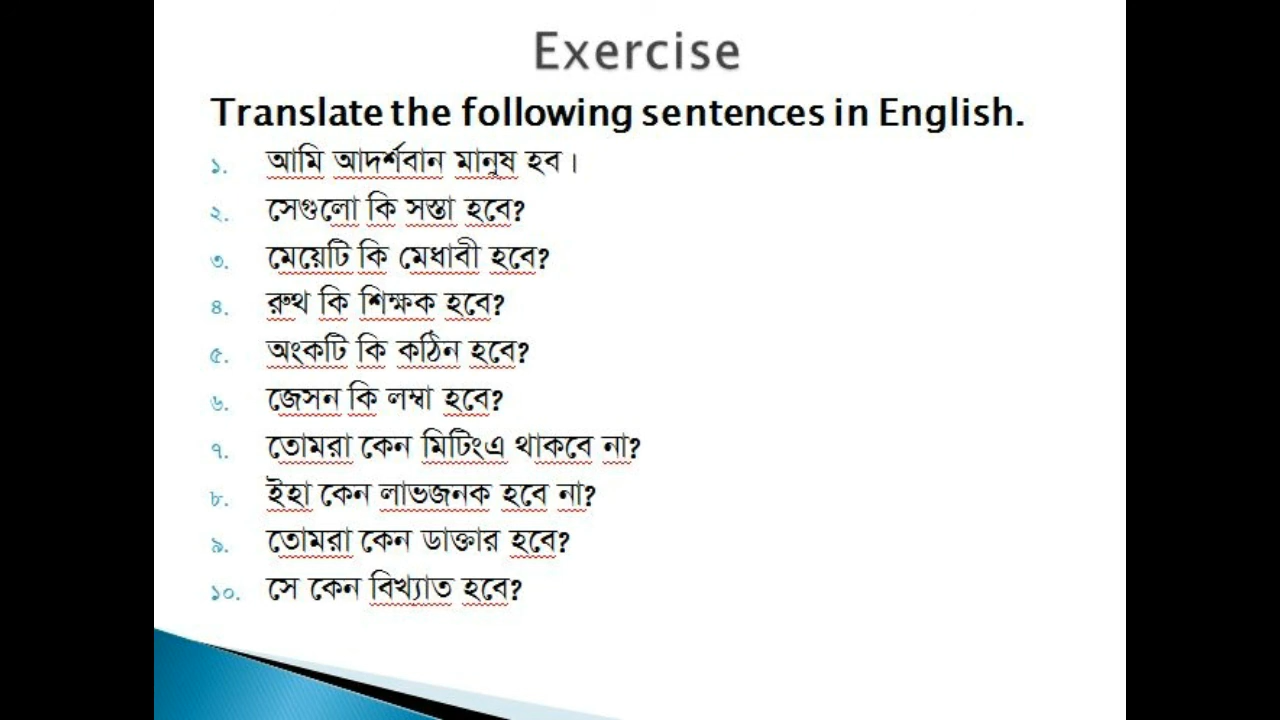 Exercise
Translate the following sentences in English.
১. আমি আদর্শবান মানুষ হব।
২. সেগুলো কি সস্তা হবে?
৩. মেয়েটি কি মেধাবী হবে?
৪. রুথ কি শিক্ষক হবে?
৫. অংকটি কি কঠিন হবে?
৬. জেসন কি লম্বা হবে?
৭. তোমরা কেন মিটিংএ থাকবে না?
৮. ইহা কেন লাভজনক হবে না?
৯. তোমরা কেন ডাক্তার হবে?
১০. সে কেন বিখ্যাত হবে?